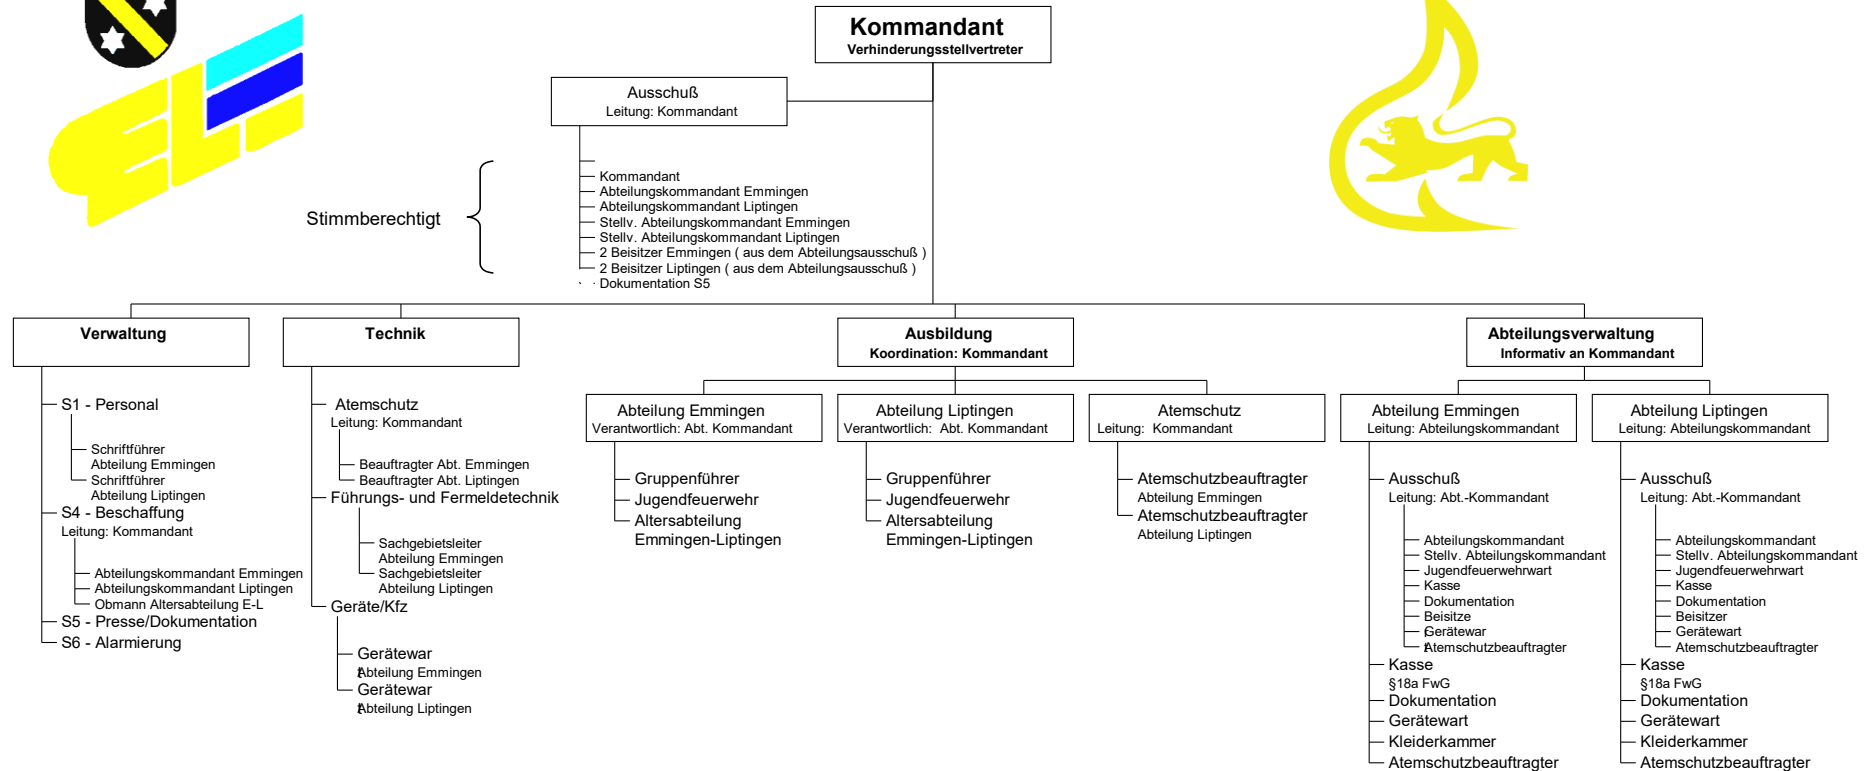 Kommandant
Verhinderungsstellvertreter
Ausschuß
Leitung: Kommandant
Stimmberechtigt
Kommandant
Abteilungskommandant Emmingen
Abteilungskommandant Liptingen
Stellv. Abteilungskommandant Emmingen
Stellv. Abteilungskommandant Liptingen
2 Beisitzer Emmingen ( aus dem Abteilungsausschuß )
2 Beisitzer Liptingen ( aus dem Abteilungsausschuß )
Dokumentation S5
Verwaltung
S1 - Personal
Schriftführer
Abteilung Emmingen
Schriftführer
Abteilung Liptingen
S4 - Beschaffung
Leitung: Kommandant
Abteilungskommandant Emmingen
Abteilungskommandant Liptingen
Obmann Altersabteilung E-L
S5 - Presse/Dokumentation
S6 - Alarmierung
Technik
Atemschutz
Leitung: Kommandant
Beauftragter Abt. Emmingen
Beauftragter Abt. Liptingen
Führungs- und Fermeldetechnik
Sachgebietsleiter
Abteilung Emmingen
Sachgebietsleiter
Abteilung Liptingen
Geräte/Kfz
Gerätewart
Abteilung Emmingen
Gerätewart
Abteilung Liptingen
Ausbildung
Koordination: Kommandant
Abteilung Emmingen
Verantwortlich: Abt. Kommandant
Gruppenführer
Jugendfeuerwehr
Altersabteilung
Emmingen-Liptingen
Abteilung Liptingen
Verantwortlich: Abt. Kommandant
Gruppenführer
Jugendfeuerwehr
Altersabteilung
Emmingen-Liptingen
Atemschutz
Leitung: Kommandant
Atemschutzbeauftragter
Abteilung Emmingen
Atemschutzbeauftragter
Abteilung Liptingen
Abteilungsverwaltung
Informativ an Kommandant
Abteilung Emmingen
Leitung: Abteilungskommandant
Ausschuß
Leitung: Abt.-Kommandant
Abteilungskommandant
Stellv. Abteilungskommandant
Jugendfeuerwehrwart
Kasse
Dokumentation
Beisitze
Gerätewart
Atemschutzbeauftragter
Kasse
§18a FwG
Dokumentation
Gerätewart
Kleiderkammer
Atemschutzbeauftragter
Abteilung Liptingen
Leitung: Abteilungskommandant
Ausschuß
Leitung: Abt.-Kommandant
Abteilungskommandant
Stellv. Abteilungskommandant
Jugendfeuerwehrwart
Kasse
Dokumentation
Beisitzer
Gerätewart
Atemschutzbeauftragter
Kasse
§18a FwG
Dokumentation
Gerätewart
Kleiderkammer
Atemschutzbeauftragter